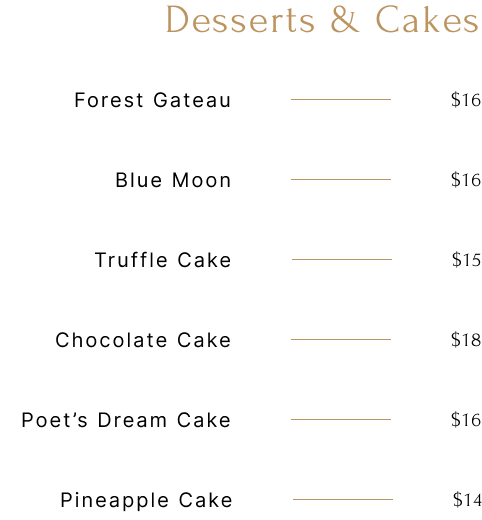 Desserts & Cakes
Forest Gateau $16
Blue Moon $16
Truffle Cake $15
Chocolate Cake $18
Poet’s Dream Cake $16
Pineapple Cake $14